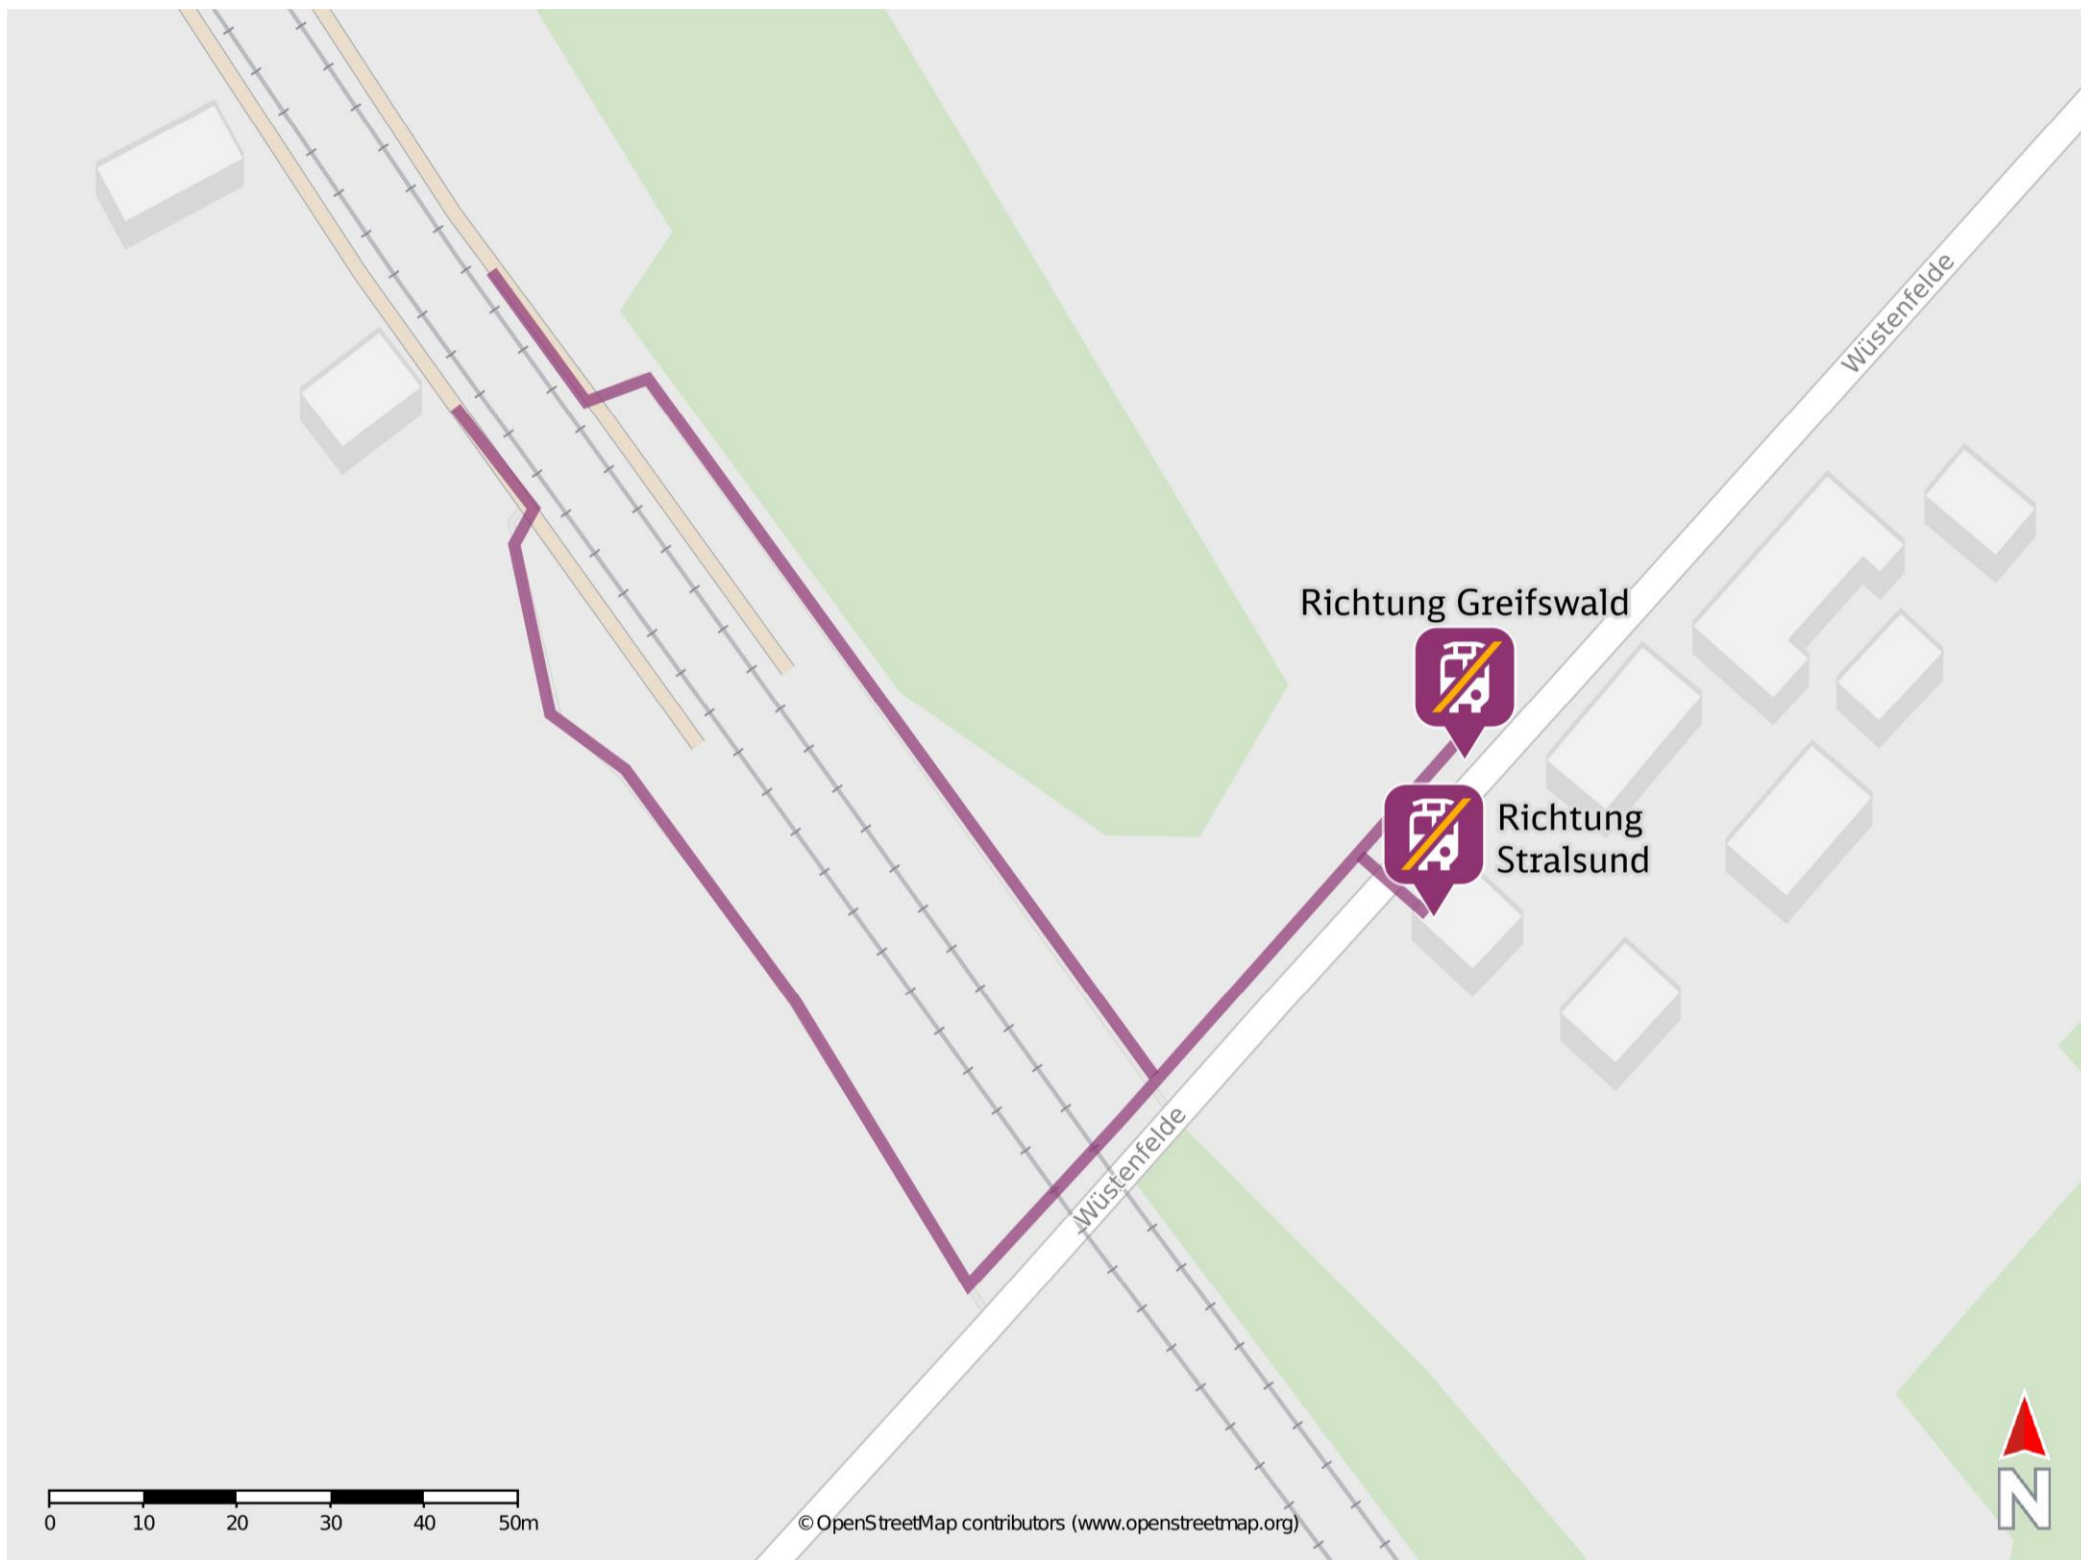 Wüstenfelde
Richtung Greifswald
Richtung
Stralsund
Wüstenfelde
0 10 20 30 40 50m
© OpenStreetMap contributors (www.openstreetmap.org)
N